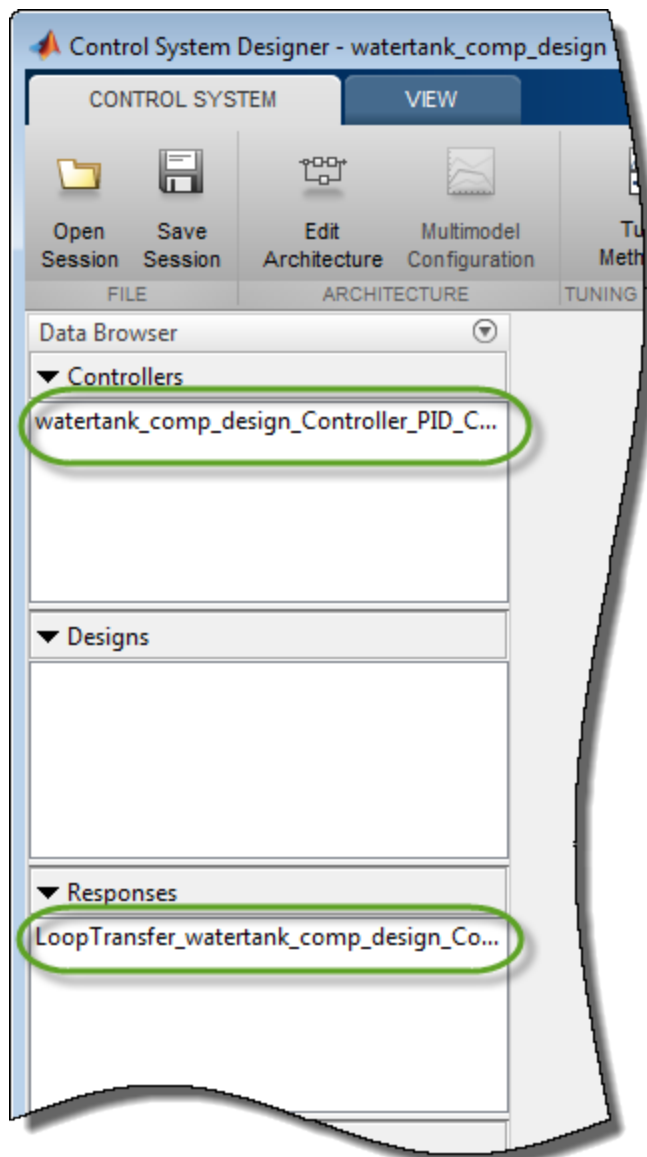 Control System Designer - watertank_comp_design
CONTROL SYSTEM VIEW
Open Session Save Session Edit Architecture Multimodel Configuration
FILE ARCHITECTURE TUNING
Data Browser
Controllers
watertank_comp_design_Controller_PID_C...
Designs
Responses
LoopTransfer_watertank_comp_design_Co...